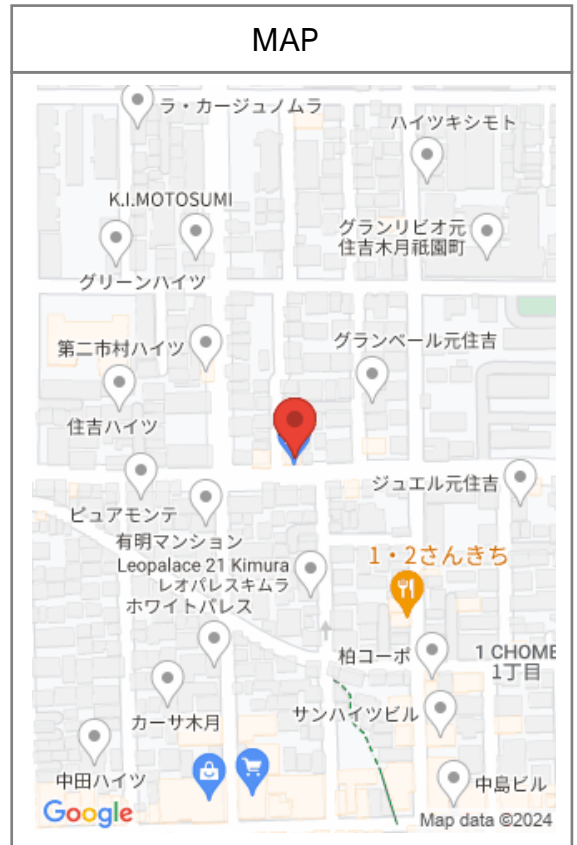 MAP
ラ・カージュノムラ
ハイツキシモト
K.I.MOTOSUMI
グランリビオ元
住吉木月祇園町
グリーンハイツ
第二市村ハイツ
グランベール元住吉
住吉ハイツ
ジュエル元住吉
ピュアモンテ
有明マンション
1・2さんきち
Leopalace 21 Kimura
レオパレスキムラ
ホワイトパレス
柏コーポ
1 CHOME
1丁目
カーサ木月
サンハイツビル
中田ハイツ
中島ビル
Google
Map data ©2024